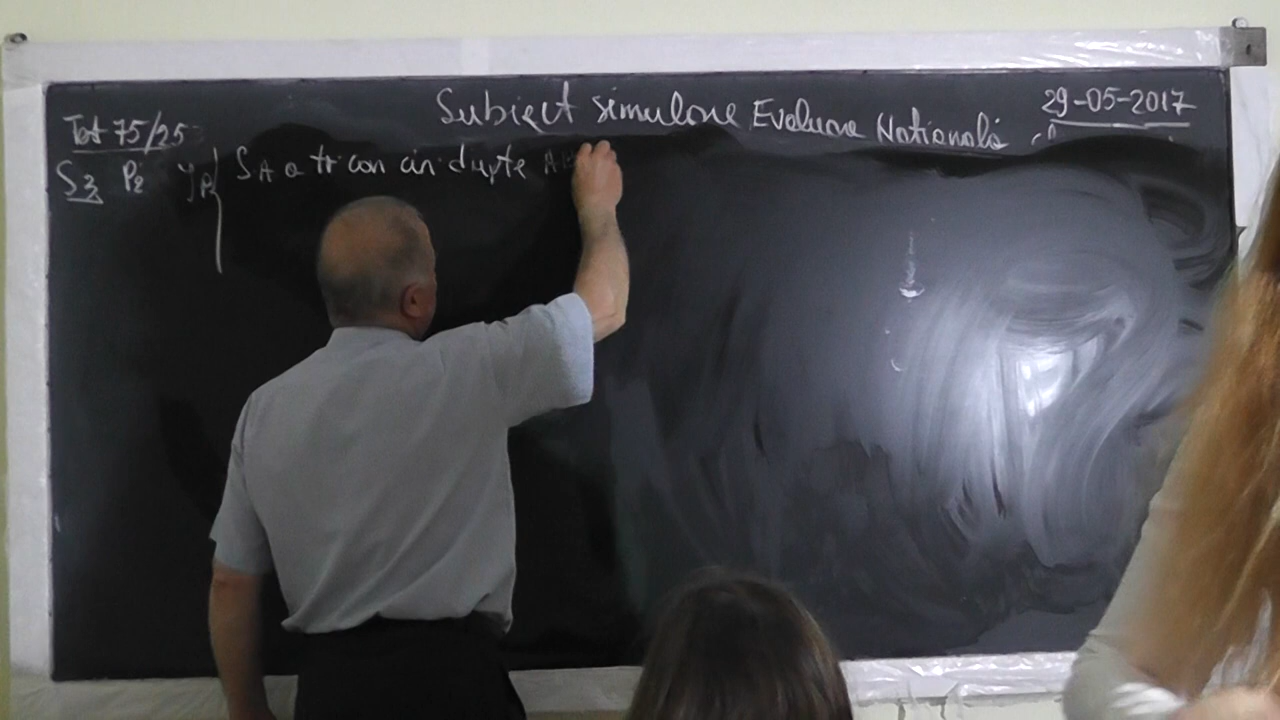 Subiect simulare Evaluare Națională 29-05-2017
Tot 75/25
S3 P2 SA a tr con cir drepte